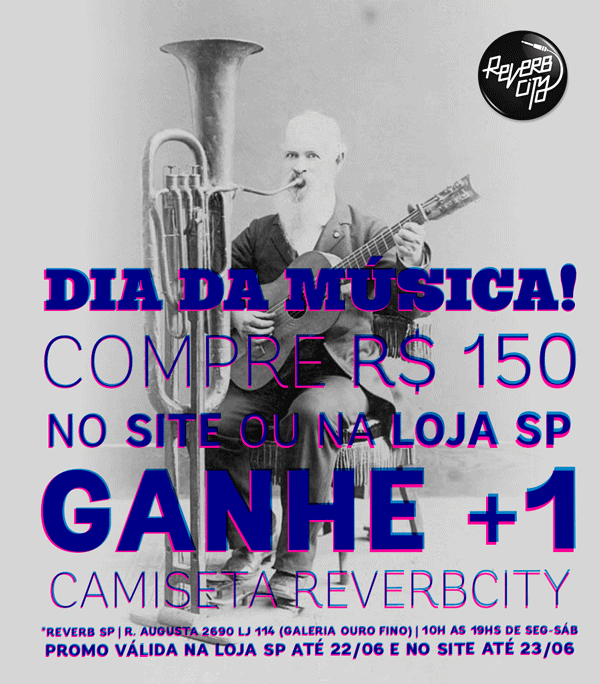 REVERB
CITY
DIA DA MÚSICA!
COMPRE R$ 150
NO SITE OU NA LOJA SP
GANHE +1
CAMISETA REVERBCITY
*REVERB SP | R. AUGUSTA 2690 LJ 114 (GALERIA OURO FINO) | 10H AS 19HS DE SEG-SÁB
PROMO VÁLIDA NA LOJA SP ATÉ 22/06 E NO SITE ATÉ 23/06